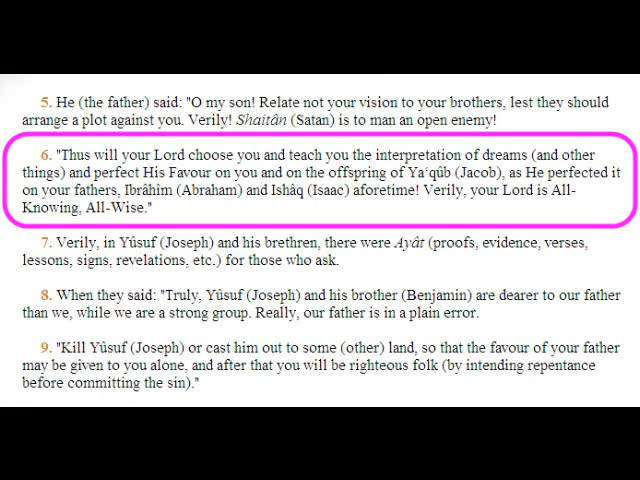 5. He (the father) said: "O my son! Relate not your vision to your brothers, lest they should
arrange a plot against you. Verily! Shaitân (Satan) is to man an open enemy!
6. "Thus will your Lord choose you and teach you the interpretation of dreams (and other
things) and perfect His Favour on you and on the offspring of Ya'qûb (Jacob), as He perfected it
on your fathers, Ibrâhîm (Abraham) and Ishâq (Isaac) aforetime! Verily, your Lord is All-
Knowing, All-Wise."
7. Verily, in Yûsuf (Joseph) and his brethren, there were Ayât (proofs, evidence, verses,
lessons, signs, revelations, etc.) for those who ask.
8. When they said: "Truly, Yûsuf (Joseph) and his brother (Benjamin) are dearer to our father
than we, while we are a strong group. Really, our father is in a plain error.
9. "Kill Yûsuf (Joseph) or cast him out to some (other) land, so that the favour of your father
may be given to you alone, and after that you will be righteous folk (by intending repentance
before committing the sin)."